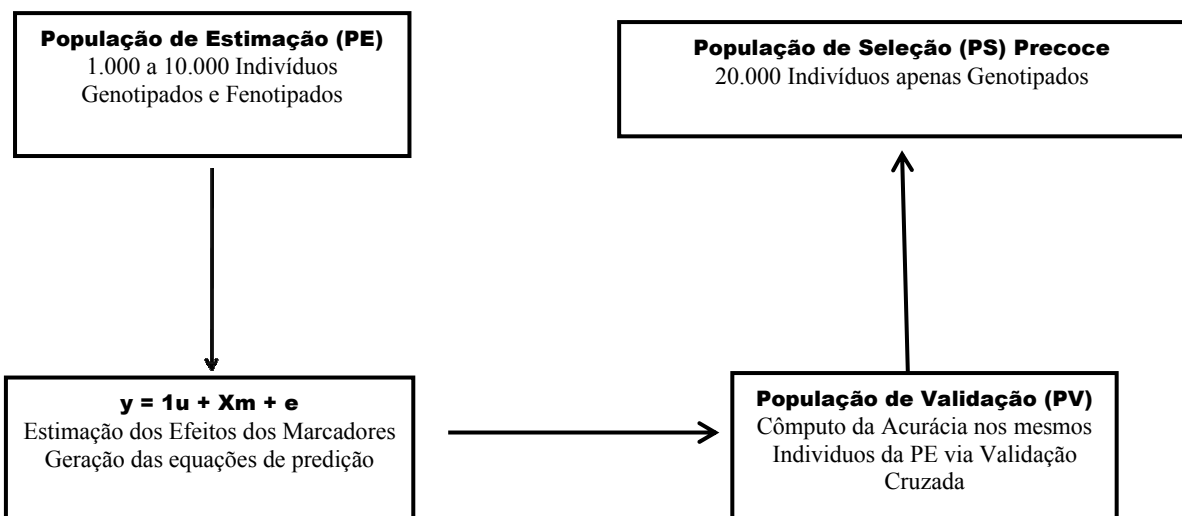 População de Estimação (PE)
1.000 a 10.000 Indivíduos
Genotipados e Fenotipados
y = 1u + Xm + e
Estimação dos Efeitos dos Marcadores
Geração das equações de predição
População de Validação (PV)
Cômputo da Acurácia nos mesmos
Individuos da PE via Validação
Cruzada
População de Seleção (PS) Precoce
20.000 Indivíduos apenas Genotipados